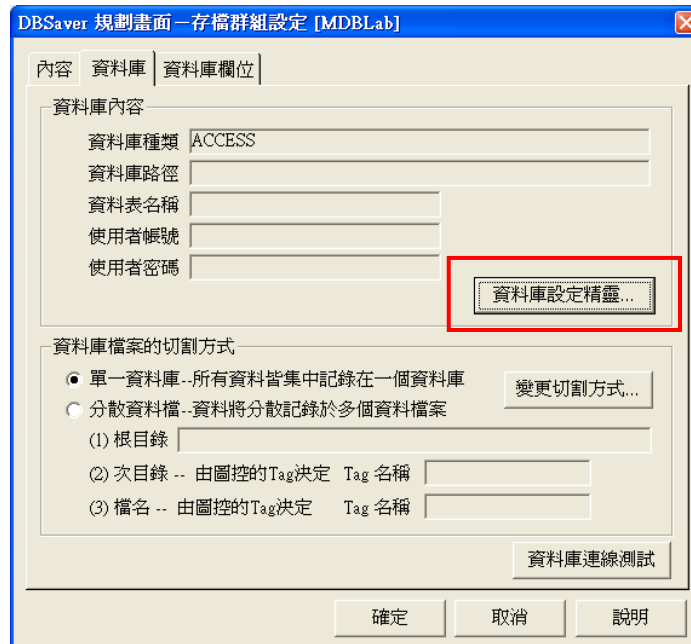 DBSaver 規劃畫面－存檔群組設定 [MDBLab]
內容 資料庫 資料庫欄位
資料庫內容
資料庫種類 ACCESS
資料庫路徑
資料表名稱
使用者帳號
使用者密碼
資料庫設定精靈...
資料庫檔案的切割方式
單一資料庫--所有資料皆集中記錄在一個資料庫
變更切割方式...
分散資料檔--資料將分散記錄於多個資料檔案
(1) 根目錄
(2) 次目錄 -- 由圖控的Tag決定 Tag 名稱
(3) 檔名 -- 由圖控的Tag決定 Tag 名稱
資料庫連線測試
確定 取消 說明